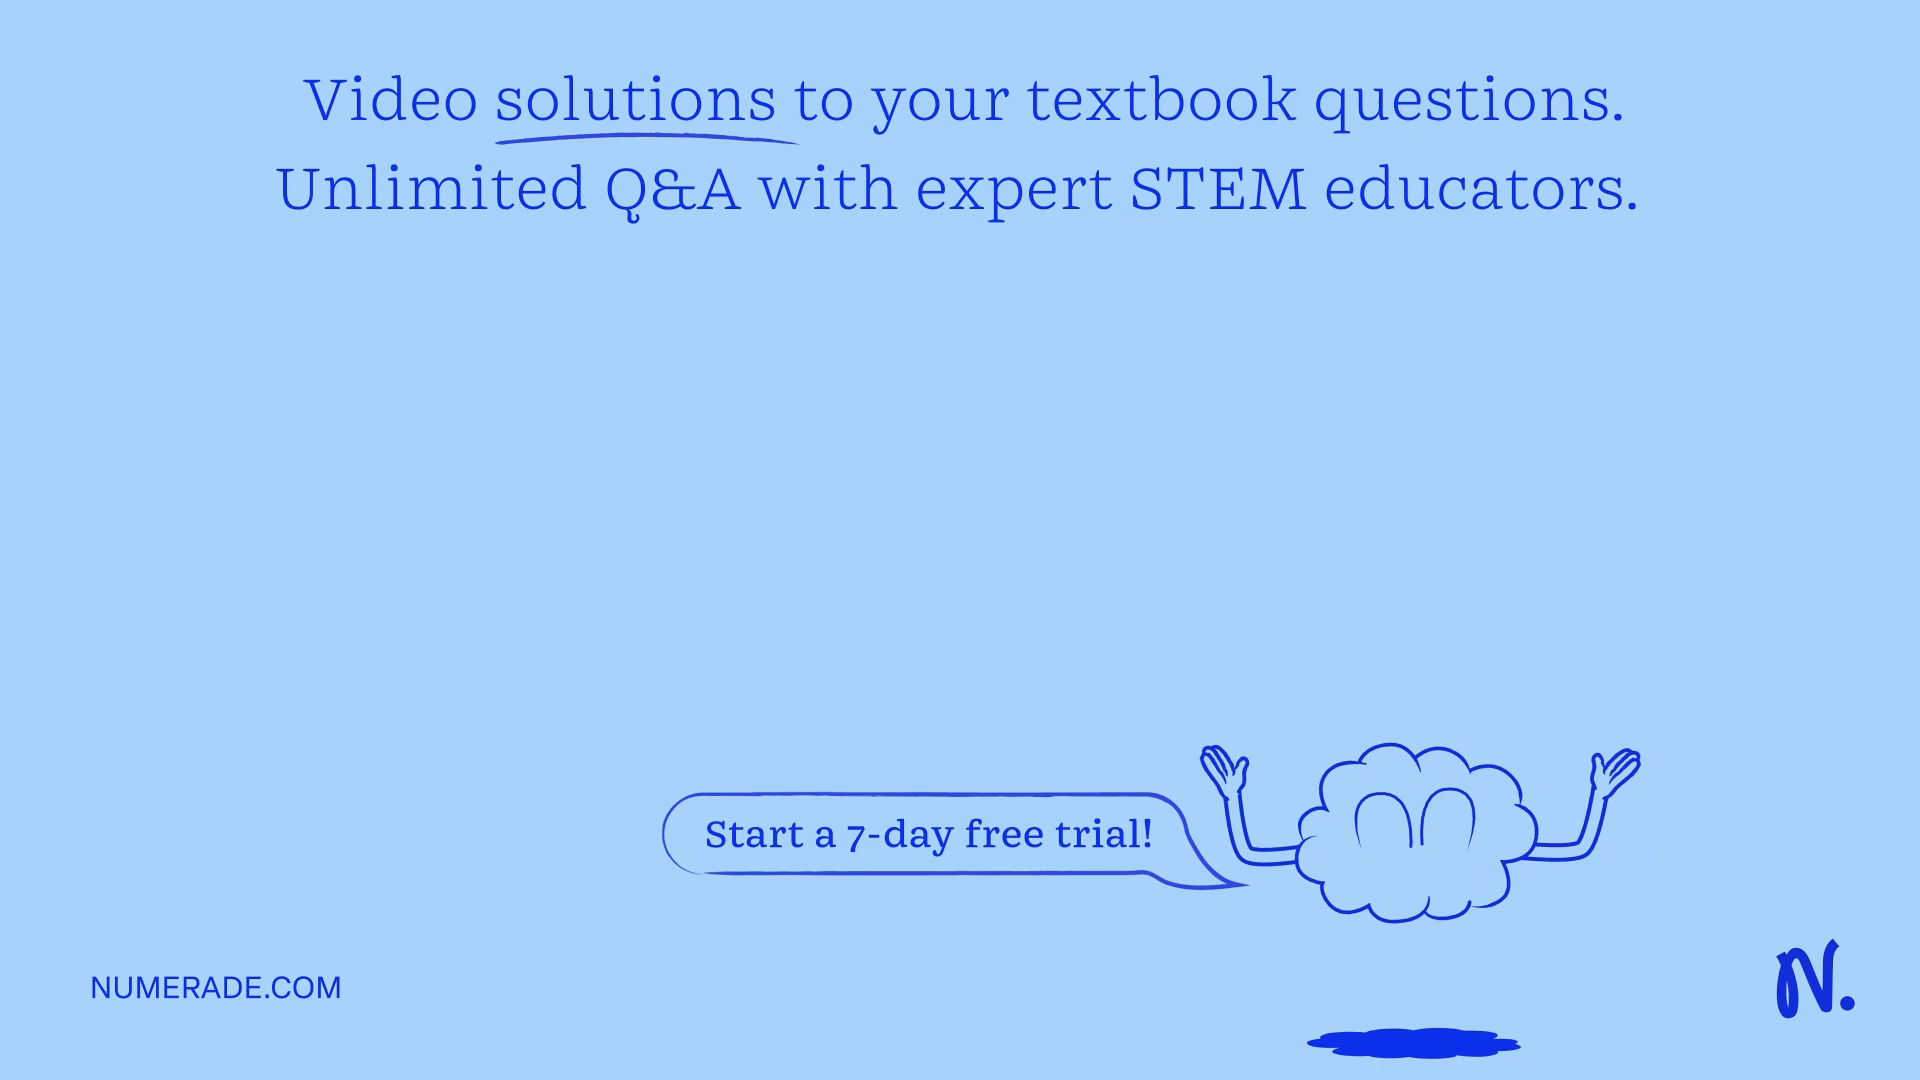 Video solutions to your textbook questions.
Unlimited Q&A with expert STEM educators.
Start a 7-day free trial!
NUMERADE.COM
N.